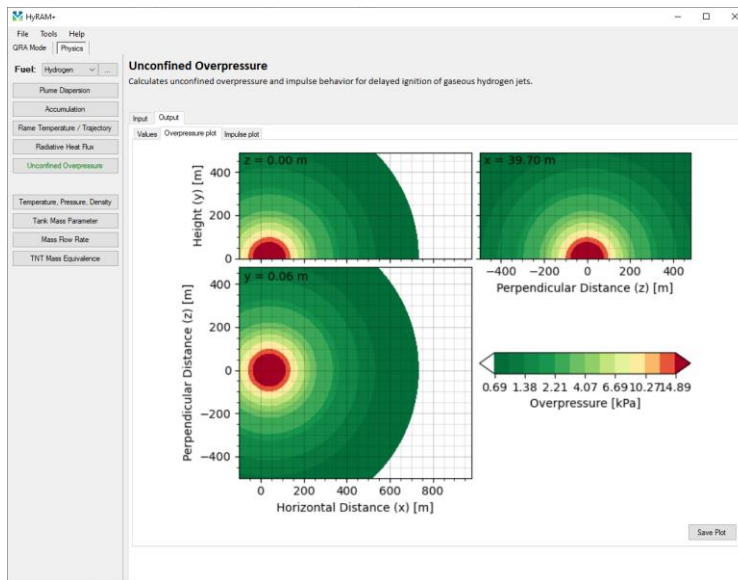 HyRAM+
File Tools Help
QRA Mode Physics
Fuel: Hydrogen ...
Plume Dispersion
Accumulation
Flame Temperature / Trajectory
Radiative Heat Flux
Unconfined Overpressure
Temperature, Pressure, Density
Tank Mass Parameter
Mass Flow Rate
TNT Mass Equivalence
Unconfined Overpressure
Calculates unconfined overpressure and impulse behavior for delayed ignition of gaseous hydrogen jets.
Input Output
Values Overpressure plot Impulse plot
z = 0.00 m
400
200
0
Height (y) [m]
x = 39.70 m
−400 −200 0 200 400
Perpendicular Distance (z) [m]
y = 0.06 m
400
200
0
−200
−400
Perpendicular Distance (z) [m]
0 200 400 600 800
Horizontal Distance (x) [m]
0.69 1.38 2.21 4.07 6.69 10.27 14.89
Overpressure [kPa]
Save Plot